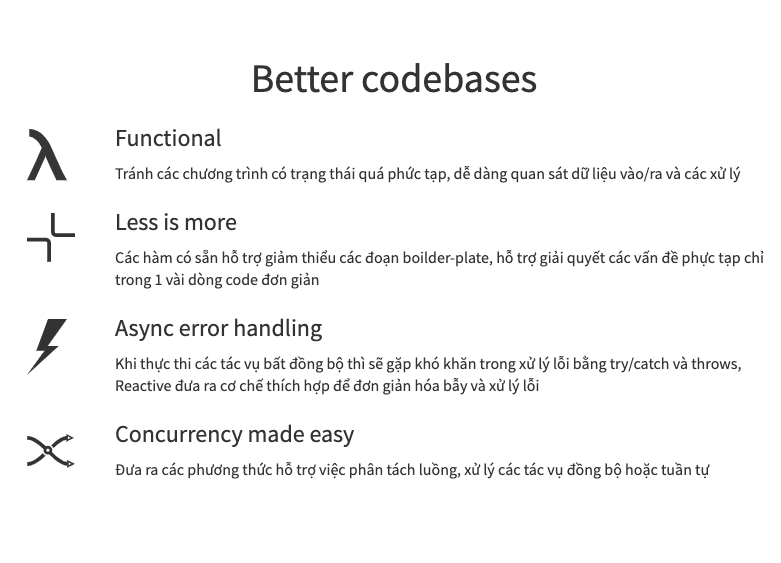 Better codebases
Functional
Tránh các chương trình có trạng thái quá phức tạp, dễ dàng quan sát dữ liệu vào/ra và các xử lý
Less is more
Các hàm có sẵn hỗ trợ giảm thiểu các đoạn boilder-plate, hỗ trợ giải quyết các vấn đề phực tạp chỉ
trong 1 vài dòng code đơn giản
Async error handling
Khi thực thi các tác vụ bất đồng bộ thì sẽ gặp khó khăn trong xử lý lỗi bằng try/catch và throws,
Reactive đưa ra cơ chế thích hợp để đơn giản hóa bẫy và xử lý lỗi
Concurrency made easy
Đưa ra các phương thức hỗ trợ việc phân tách luồng, xử lý các tác vụ đồng bộ hoặc tuần tự